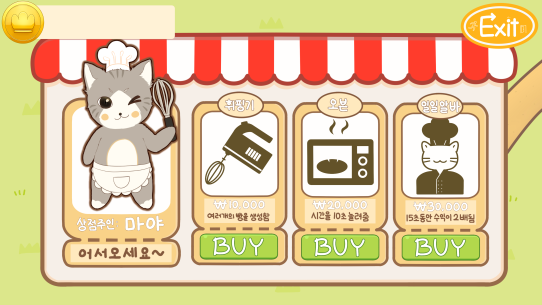 Exit
휘핑기
오븐
일일알바
₩10,000
여러개의 빵을 생성함
₩20,000
시간을 10초 늘려줌
₩30,000
15초동안 수익이 2배됨
상점주인 마야
어서오세요~
BUY
BUY
BUY